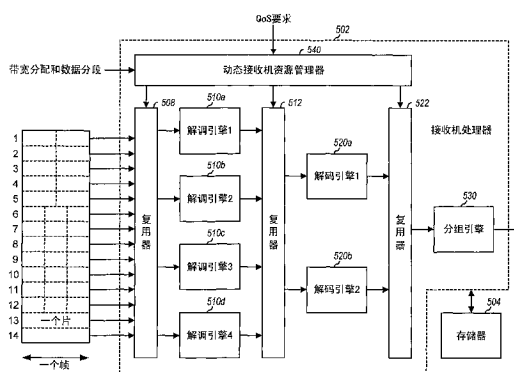 QoS要求
502
540
动态接收机资源管理器
带宽分配和数据分段
508
510a
512
522
解调引擎1
接收机处理器
520a
解码引擎1
510b
解调引擎2
530
分组引擎
复用器
复用器
复用器
510c
解调引擎3
520b
解码引擎2
510d
解调引擎4
504
存储器
1
2
3
4
5
6
7
8
9
10
11
12
13
14
一个片
一个帧